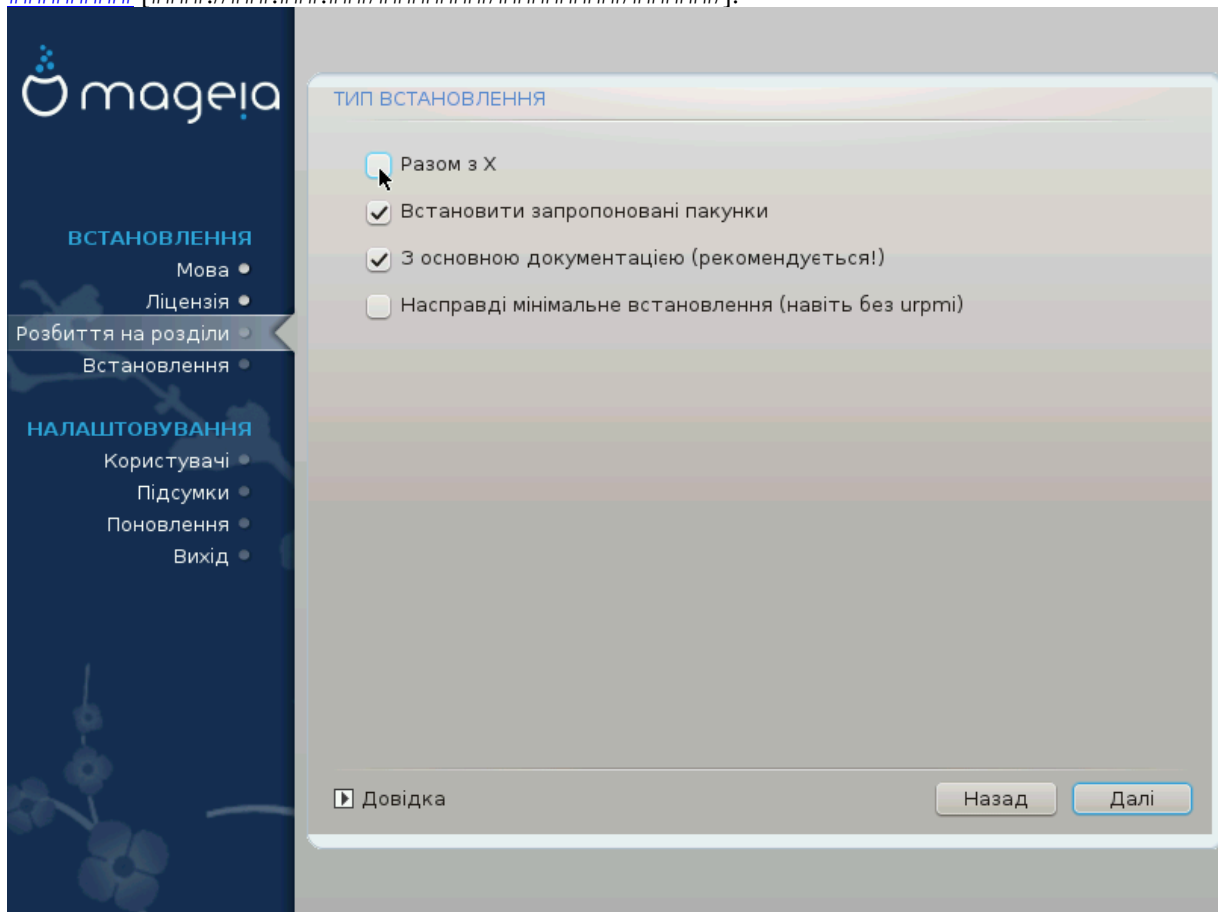 mageia
ТИП ВСТАНОВЛЕННЯ
Разом з X
Встановити запропоновані пакунки
З основною документацією (рекомендується!)
Насправді мінімальне встановлення (навіть без urpmi)
ВСТАНОВЛЕННЯ
Мова
Ліцензія
Розбиття на розділи
Встановлення
НАЛАШТОВУВАННЯ
Користувачі
Підсумки
Поновлення
Вихід
Довідка
Назад
Далі